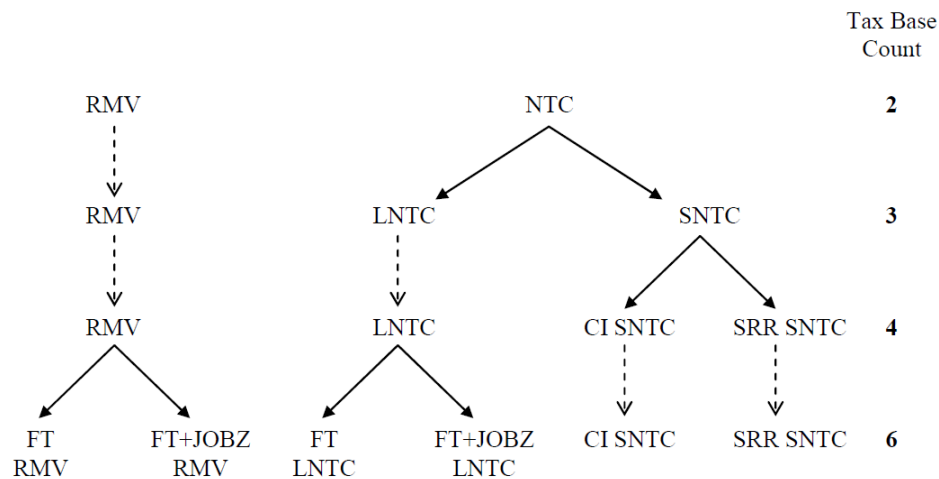 Tax Base
Count
RMV NTC 2
RMV LNTC SNTC 3
RMV LNTC CI SNTC SRR SNTC 4
FT FT+JOBZ FT FT+JOBZ CI SNTC SRR SNTC 6
RMV RMV LNTC LNTC